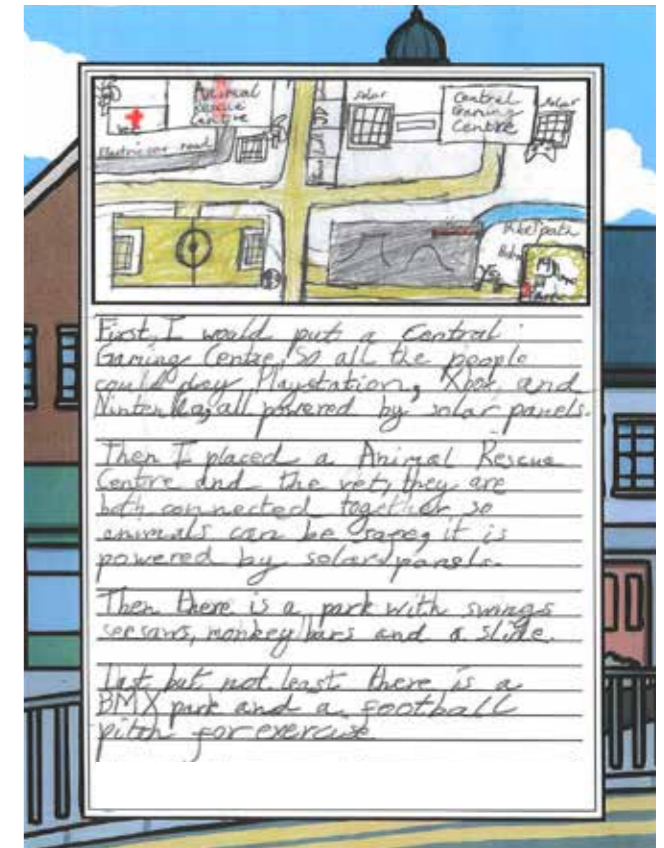 Animal
Rescue
Centre
vet
Electric car road
solar
Central
Gaming
Centre
solar
First, I would put a Central
Gaming Centre, So all the people
could play Playstation, Xbox and
Nintendo, all powered by solar panels.
Then I placed a Animal Rescue
Centre and the vet, they are
both connected together so
animals can be safe, it is
powered by solar panels.
Then there is a park with swings
seesaws, monkey bars and a slide.
Last but not least there is a
BMX park and a football
pitch for exercise